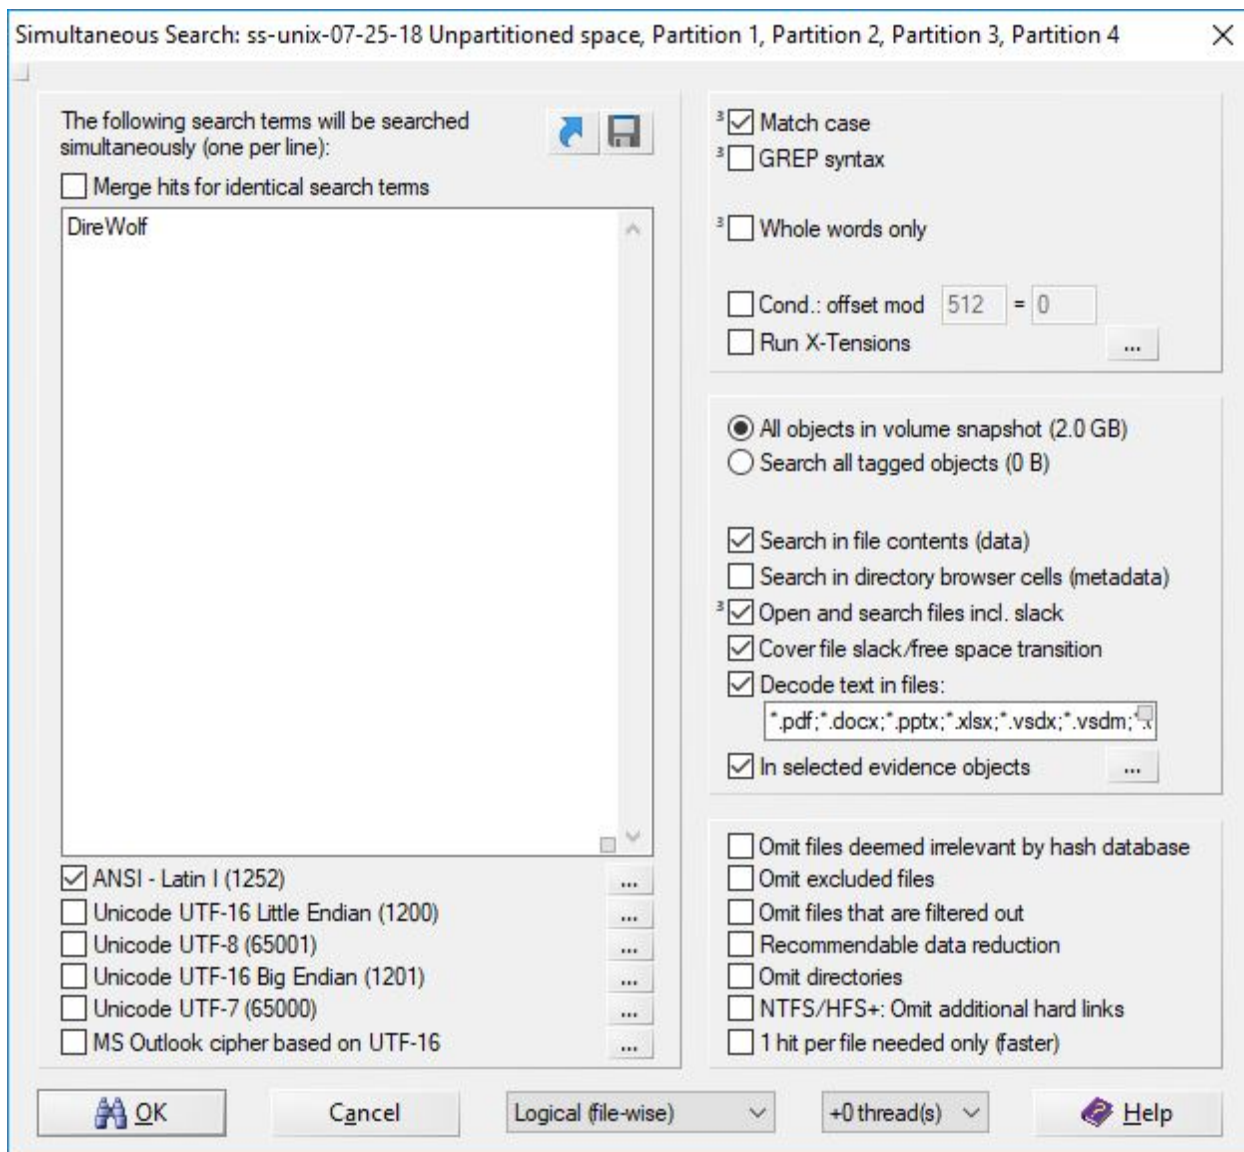 Simultaneous Search: ss-unix-07-25-18 Unpartitioned space, Partition 1, Partition 2, Partition 3, Partition 4
The following search terms will be searched
simultaneously (one per line):
Merge hits for identical search terms
DireWolf
ANSI - Latin I (1252)
...
Unicode UTF-16 Little Endian (1200)
...
Unicode UTF-8 (65001)
...
Unicode UTF-16 Big Endian (1201)
...
Unicode UTF-7 (65000)
...
MS Outlook cipher based on UTF-16
...
3 Match case
3 GREP syntax
3 Whole words only
Cond.: offset mod 512 = 0
Run X-Tensions ...
All objects in volume snapshot (2.0 GB)
Search all tagged objects (0 B)
Search in file contents (data)
Search in directory browser cells (metadata)
3 Open and search files incl. slack
Cover file slack/free space transition
Decode text in files:
*.pdf;*.docx;*.pptx;*.xlsx;*.vsdx;*.vsdm;
In selected evidence objects ...
Omit files deemed irrelevant by hash database
Omit excluded files
Omit files that are filtered out
Recommendable data reduction
Omit directories
NTFS/HFS+: Omit additional hard links
1 hit per file needed only (faster)
OK
Cancel
Logical (file-wise)
+0 thread(s)
Help